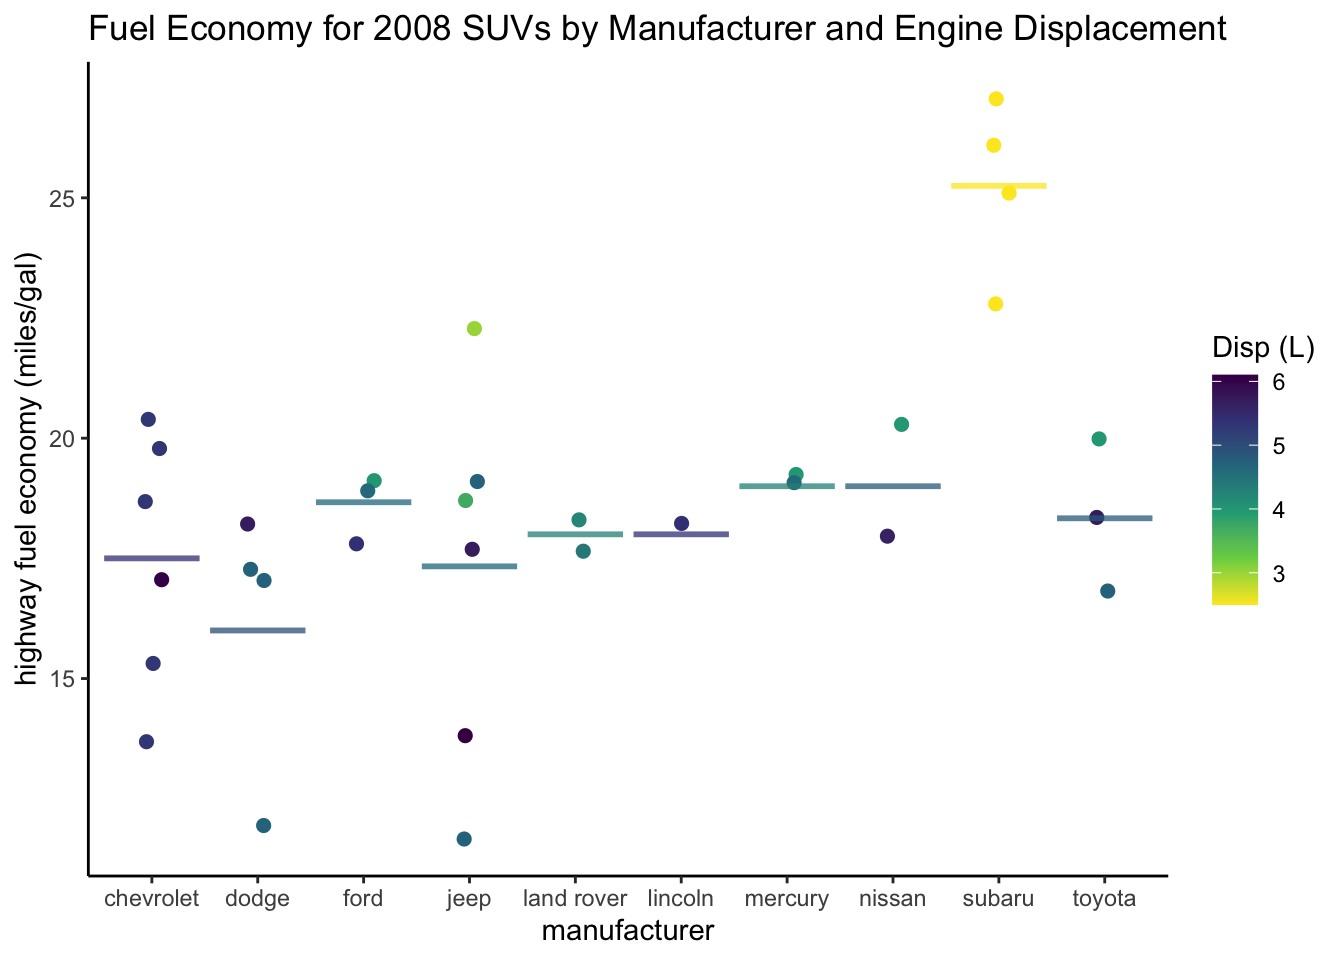 Fuel Economy for 2008 SUVs by Manufacturer and Engine Displacement
highway fuel economy (miles/gal)
25
20
15
chevrolet dodge ford jeep land rover lincoln mercury nissan subaru toyota
manufacturer
Disp (L)
6
5
4
3